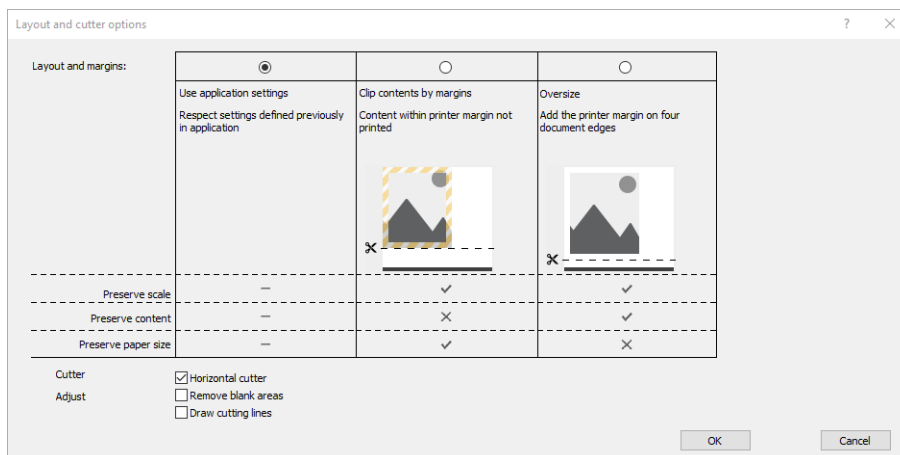 Layout and cutter options
Layout and margins:
Use application settings
Respect settings defined previously
in application
Clip contents by margins
Content within printer margin not
printed
Oversize
Add the printer margin on four
document edges
Preserve scale
Preserve content
Preserve paper size
Cutter
Horizontal cutter
Adjust
Remove blank areas
Draw cutting lines
OK
Cancel